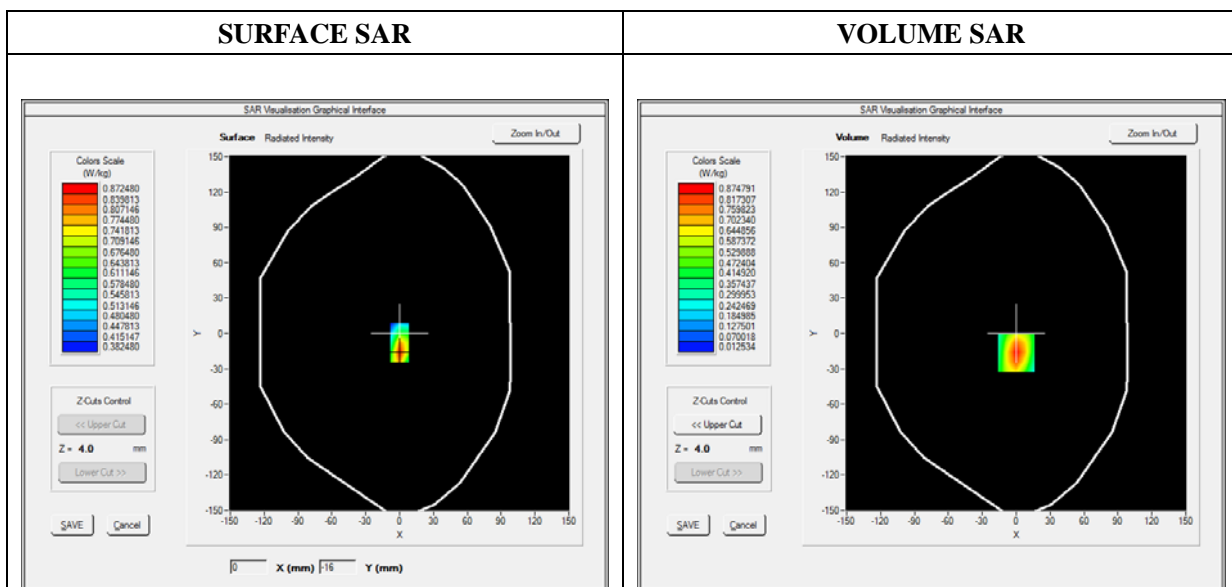 SURFACE SAR
VOLUME SAR
SAR Visualisation Graphical Interface
Surface Radiated Intensity
Zoom In/Out
Colors Scale
(W/kg)
0.872480
0.839813
0.807146
0.774480
0.741813
0.709146
0.676480
0.643813
0.611146
0.578480
0.545813
0.513146
0.480480
0.447813
0.415147
0.382480
Z-Cuts Control
<< Upper Cut
Z = 4.0 mm
Lower Cut >>
SAVE Cancel
150
120
90
60
30
0
-30
-60
-90
-120
-150
Y
-150 -120 -90 -60 -30 0 30 60 90 120 150
X
0 X (mm) -16 Y (mm)
SAR Visualisation Graphical Interface
Volume Radiated Intensity
Zoom In/Out
Colors Scale
(W/kg)
0.874791
0.817307
0.759823
0.702340
0.644856
0.587372
0.529888
0.472404
0.414920
0.357437
0.299953
0.242469
0.184985
0.127501
0.070018
0.012534
Z-Cuts Control
<< Upper Cut
Z = 4.0 mm
Lower Cut >>
SAVE Cancel
150
120
90
60
30
0
-30
-60
-90
-120
-150
Y
-150 -120 -90 -60 -30 0 30 60 90 120 150
X